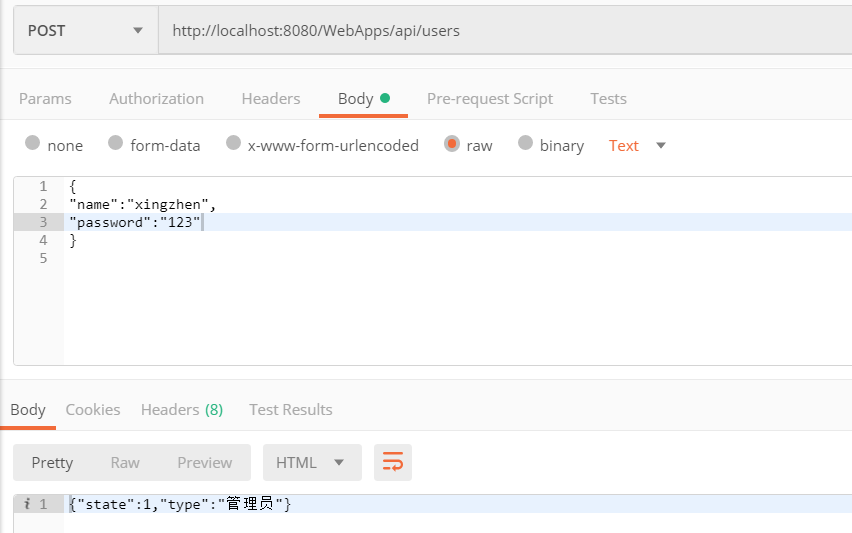 POST http://localhost:8080/WebApps/api/users
Params Authorization Headers Body Pre-request Script Tests
none form-data x-www-form-urlencoded raw binary Text
1 {
2 "name":"xingzhen",
3 "password":"123"
4 }
5
Body Cookies Headers (8) Test Results
Pretty Raw Preview HTML
i 1 {"state":1,"type":"管理员"}